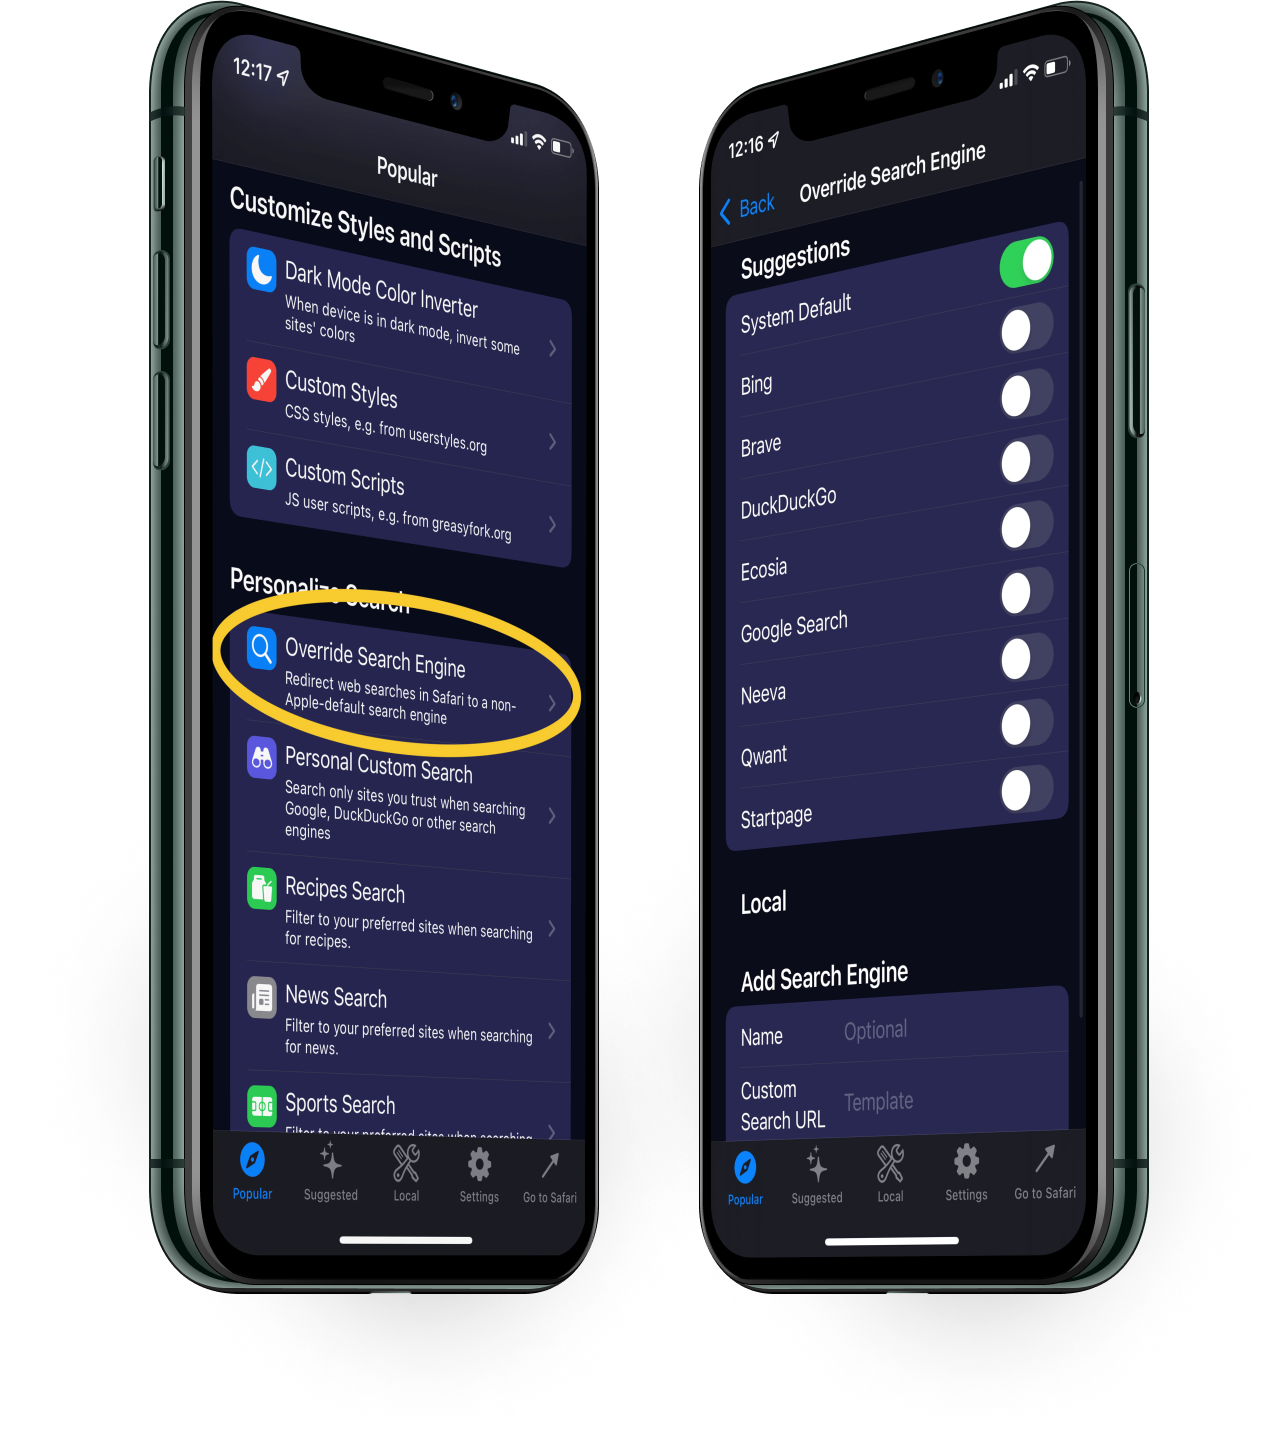 12:17
Popular
Customize Styles and Scripts
Dark Mode Color Inverter
When device is in dark mode, invert some
sites' colors
Custom Styles
CSS styles, e.g. from userstyles.org
Custom Scripts
JS user scripts, e.g. from greasyfork.org
Personalize Search
Override Search Engine
Redirect web searches in Safari to a non-
Apple-default search engine
Personal Custom Search
Search only sites you trust when searching
Google, DuckDuckGo or other search
engines
Recipes Search
Filter to your preferred sites when searching
for recipes.
News Search
Filter to your preferred sites when searching
for news.
Sports Search
Filter to your preferred sites when searching
Popular
Suggested
Local
Settings
Go to Safari
12:16
Back
Override Search Engine
Suggestions
System Default
Bing
Brave
DuckDuckGo
Ecosia
Google Search
Neeva
Qwant
Startpage
Local
Add Search Engine
Name
Optional
Custom
Search URL
Template
Popular
Suggested
Local
Settings
Go to Safari